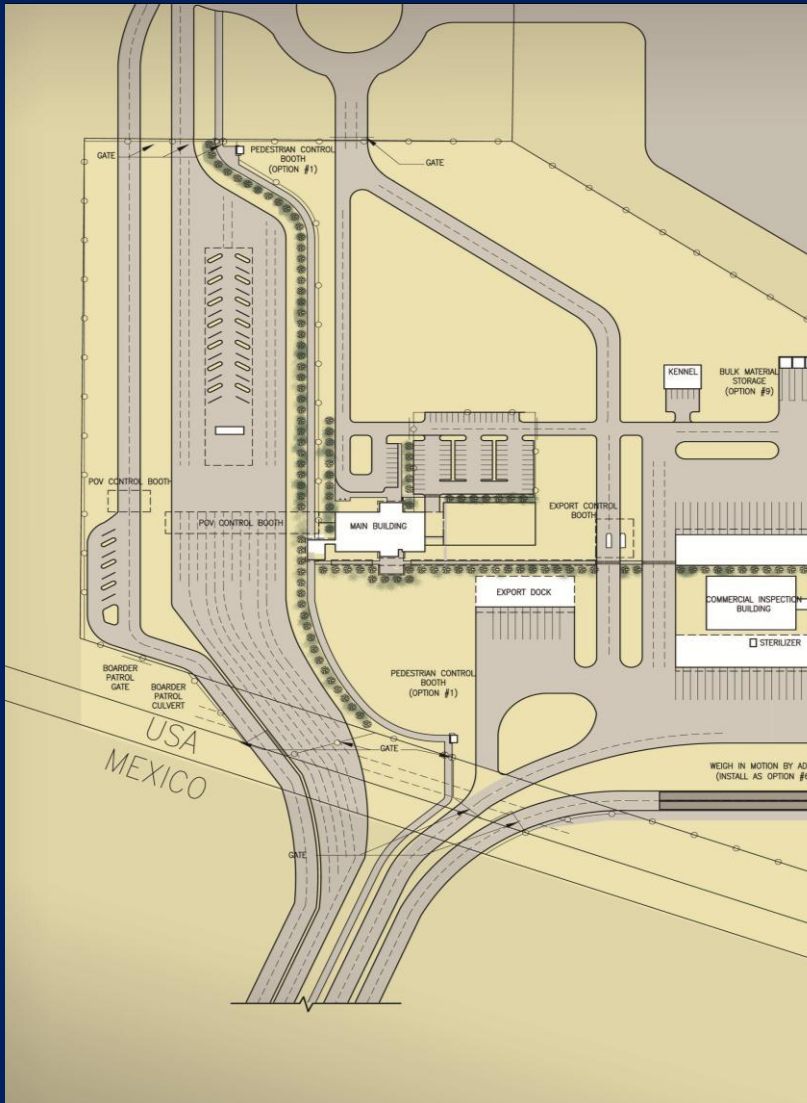 GATE
PEDESTRIAN CONTROL
BOOTH
(OPTION #1)
GATE
KENNEL
BULK MATERIAL
STORAGE
(OPTION #9)
POV CONTROL BOOTH
POV CONTROL BOOTH
MAIN BUILDING
EXPORT CONTROL
BOOTH
EXPORT DOCK
COMMERCIAL INSPECTION
BUILDING
STERILIZER
BOARDER
PATROL
GATE
BOARDER
PATROL
CULVERT
PEDESTRIAN CONTROL
BOOTH
(OPTION #1)
USA
MEXICO
GATE
WEIGH IN MOTION BY AD
(INSTALL AS OPTION #6
GATE